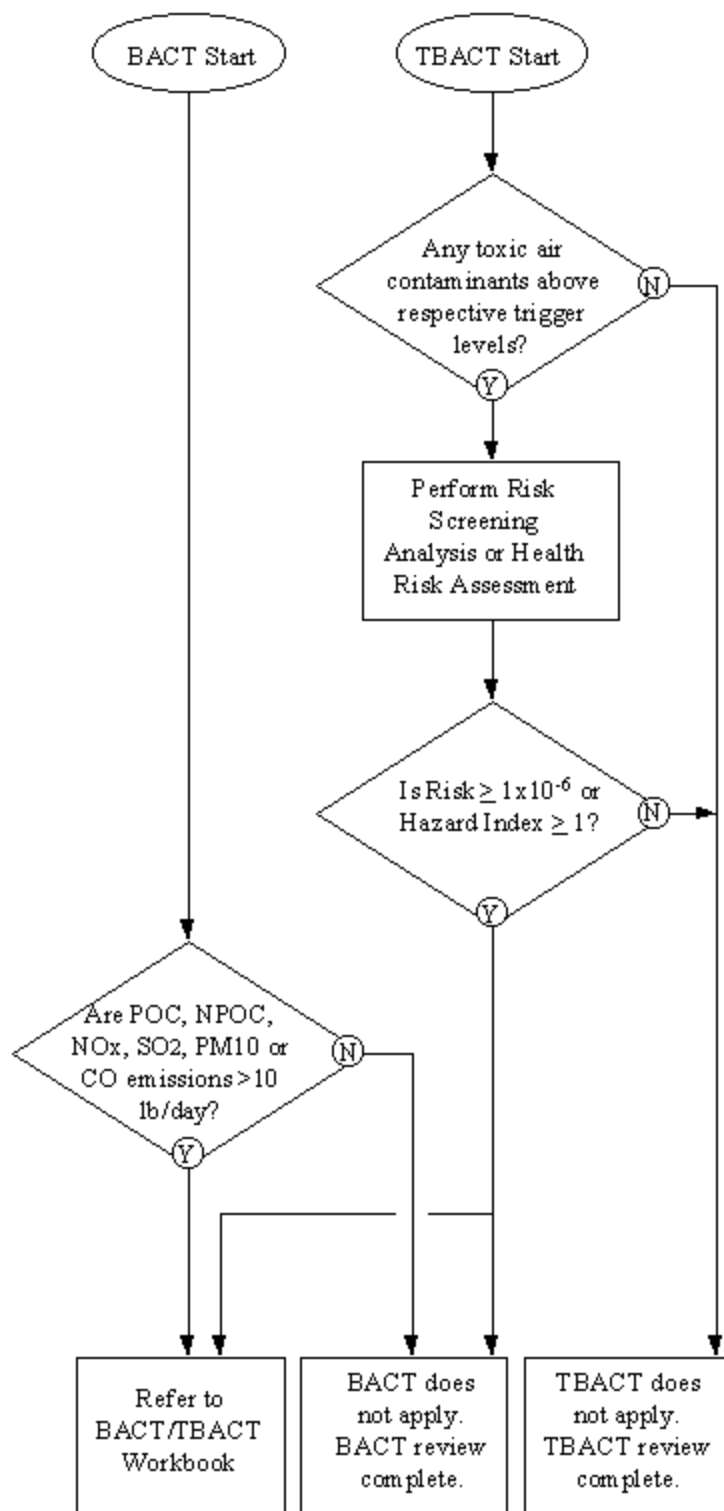 BACT Start
TBACT Start
Any toxic air
contaminants above
respective trigger
levels?
N
Y
Perform Risk
Screening
Analysis or Health
Risk Assessment
Is Risk ≥ 1x10⁻⁶ or
Hazard Index ≥ 1?
N
Y
Are POC, NPOC,
NOx, SO2, PM10 or
CO emissions >10
lb/day?
N
Y
Refer to
BACT/TBACT
Workbook
BACT does
not apply.
BACT review
complete.
TBACT does
not apply.
TBACT review
complete.